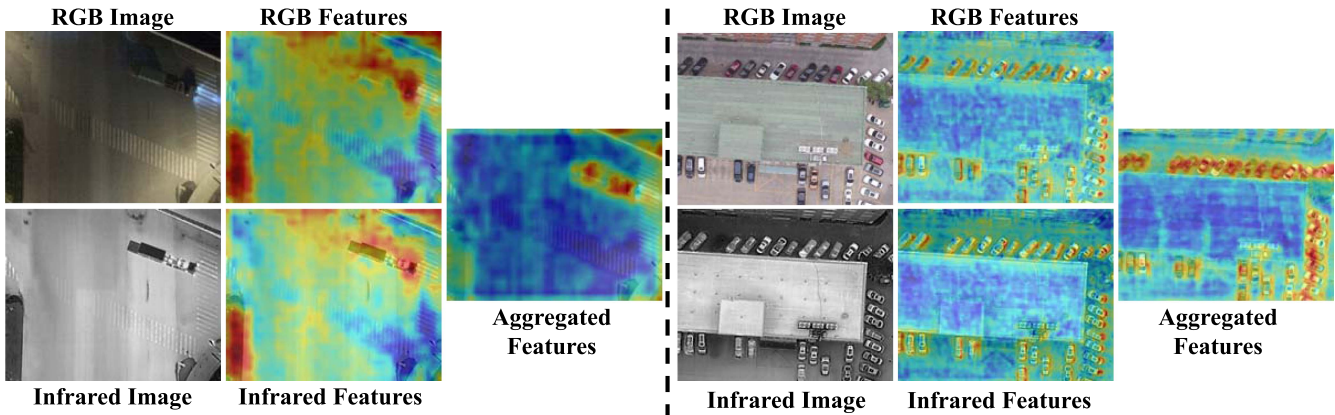 RGB Image
RGB Features
Aggregated
Features
Infrared Image
Infrared Features
RGB Image
RGB Features
Aggregated
Features
Infrared Image
Infrared Features